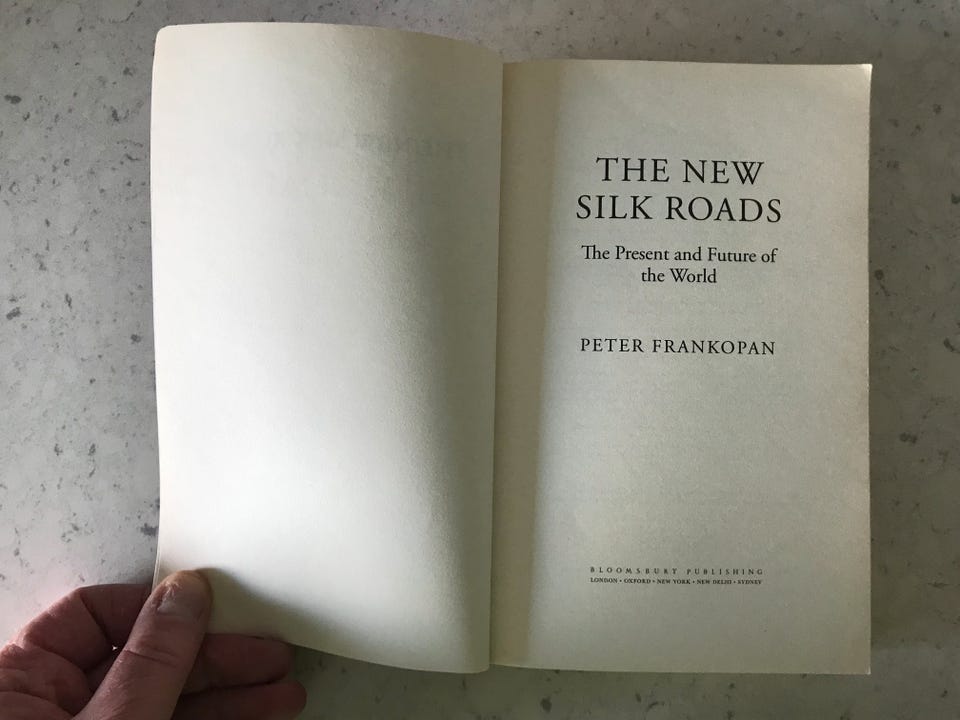 THE NEW
SILK ROADS
The Present and Future of
the World
PETER FRANKOPAN
BLOOMSBURY PUBLISHING
LONDON • OXFORD • NEW YORK • NEW DELHI • SYDNEY